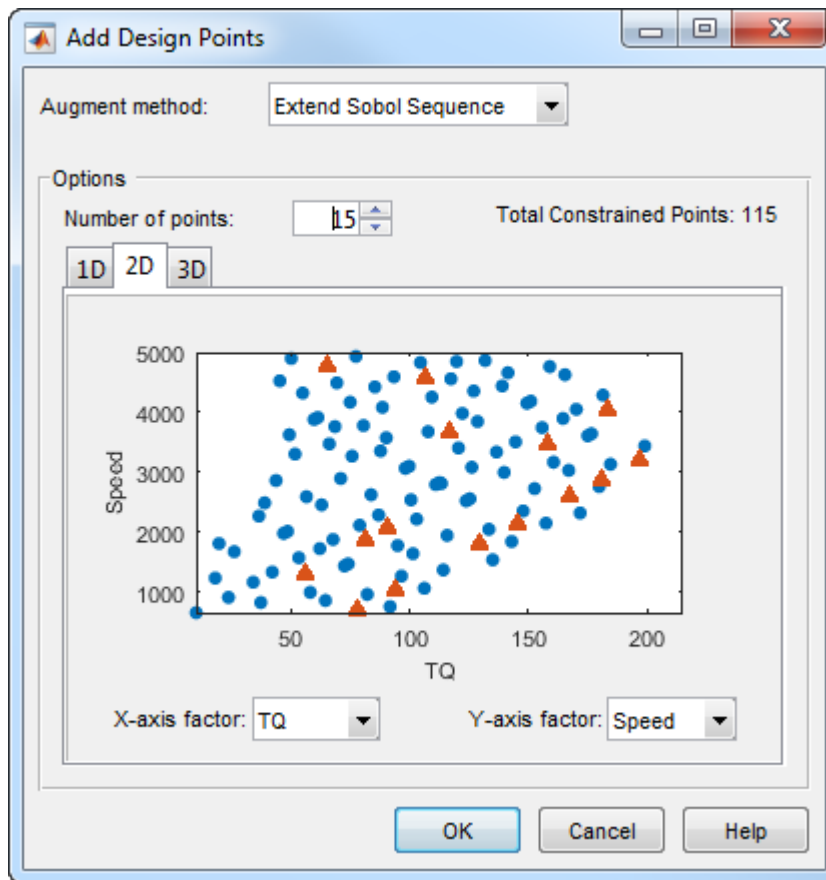 Add Design Points
Augment method: Extend Sobol Sequence
Options
Number of points: 15 Total Constrained Points: 115
1D 2D 3D
5000
4000
3000
2000
1000
Speed
50 100 150 200
TQ
X-axis factor: TQ Y-axis factor: Speed
OK Cancel Help